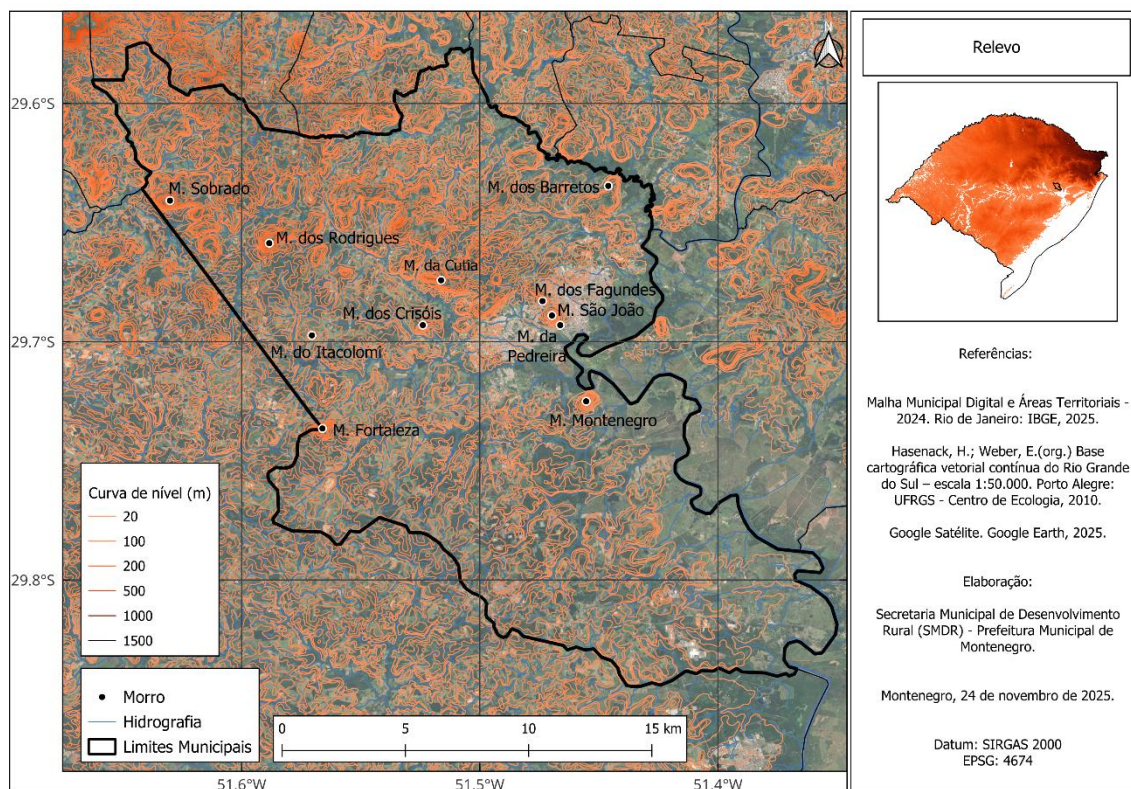 29.6°S
29.7°S
29.8°S
51.6°W
51.5°W
51.4°W
N
M. Sobrado
M. dos Barretos
M. dos Rodrigues
M. da Cutia
M. dos Fagundes
M. São João
M. dos Crisóis
M. da
Pedreira
M. do Itacolomi
M. Montenegro
M. Fortaleza
Curva de nível (m)
20
100
200
500
1000
1500
Morro
Hidrografia
Limites Municipais
0 5 10 15 km
Relevo
Referências:
Malha Municipal Digital e Áreas Territoriais -
2024. Rio de Janeiro: IBGE, 2025.
Hasenack, H.; Weber, E.(org.) Base
cartográfica vetorial contínua do Rio Grande
do Sul – escala 1:50.000. Porto Alegre:
UFRGS - Centro de Ecologia, 2010.
Google Satélite. Google Earth, 2025.
Elaboração:
Secretaria Municipal de Desenvolvimento
Rural (SMDR) - Prefeitura Municipal de
Montenegro.
Montenegro, 24 de novembro de 2025.
Datum: SIRGAS 2000
EPSG: 4674